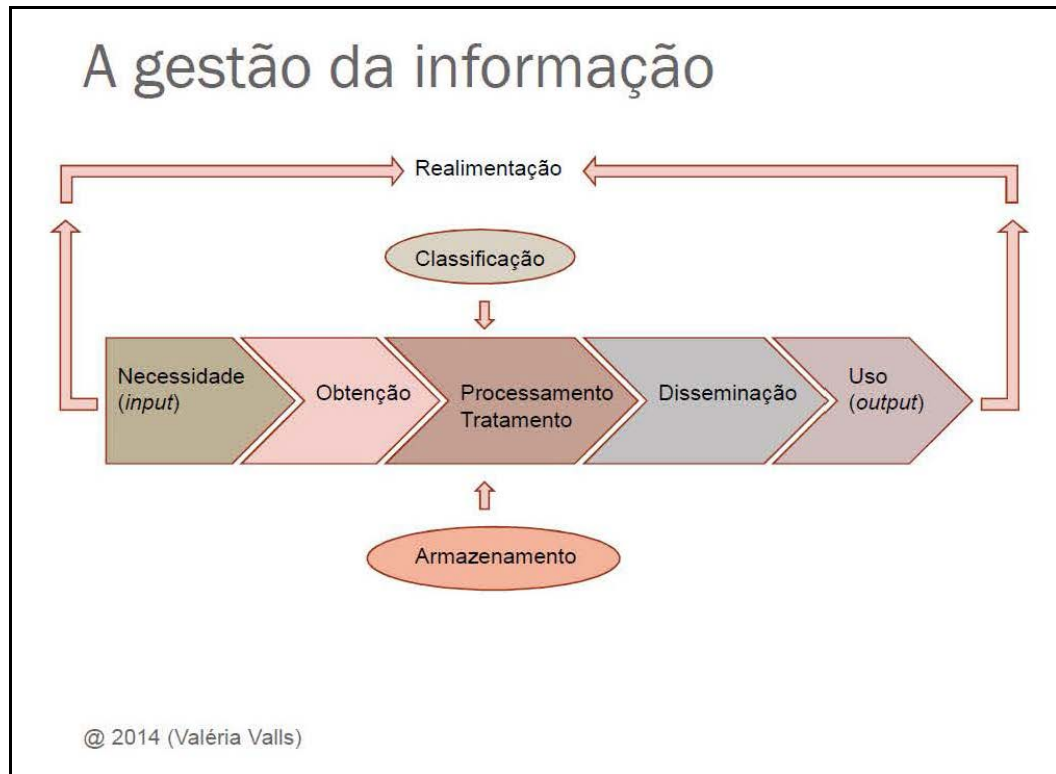 A gestão da informação
Realimentação
Classificação
Necessidade
(input)
Obtenção
Processamento
Tratamento
Disseminação
Uso
(output)
Armazenamento
@ 2014 (Valéria Valls)